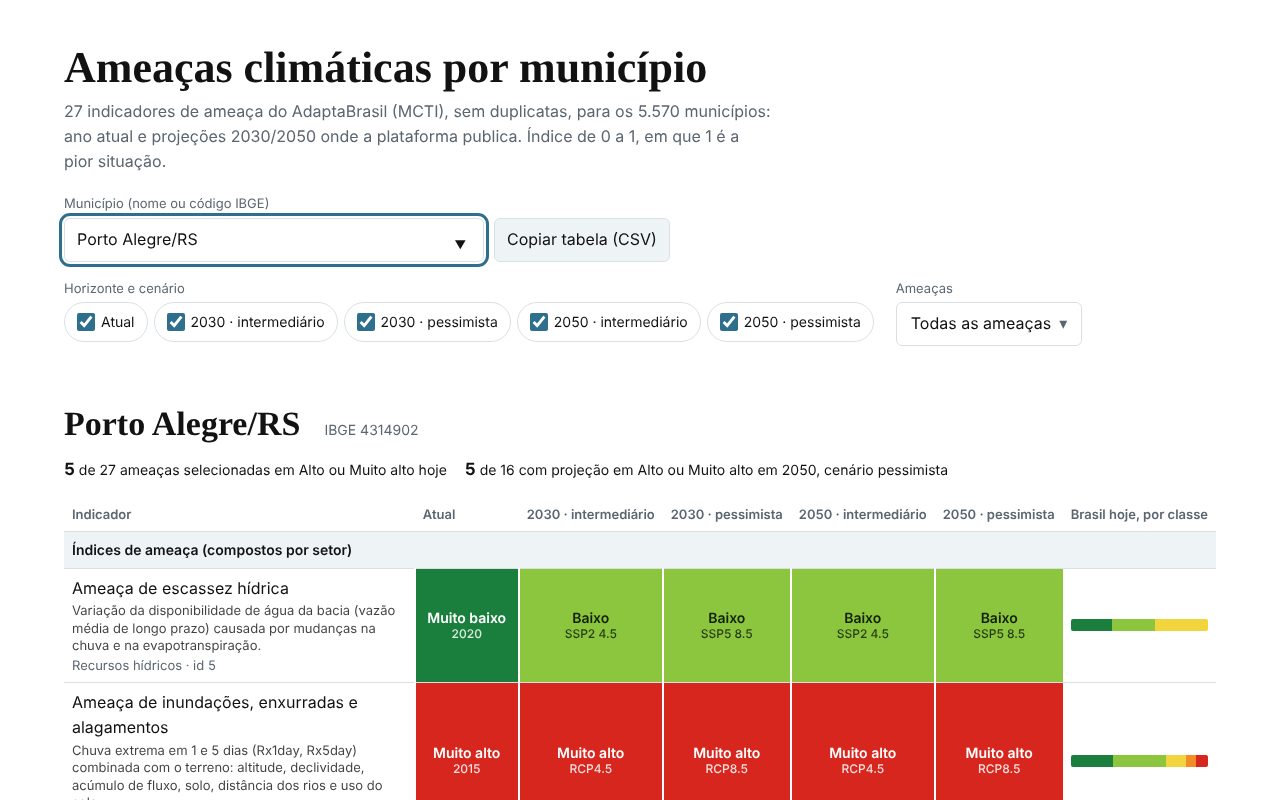 Ameaças climáticas por município
27 indicadores de ameaça do AdaptaBrasil (MCTI), sem duplicatas, para os 5.570 municípios:
ano atual e projeções 2030/2050 onde a plataforma publica. Índice de 0 a 1, em que 1 é a
pior situação.
Município (nome ou código IBGE)
Porto Alegre/RS ▼ Copiar tabela (CSV)
Horizonte e cenário Ameaças
Atual 2030 · intermediário 2030 · pessimista 2050 · intermediário 2050 · pessimista Todas as ameaças ▾
Porto Alegre/RS IBGE 4314902
5 de 27 ameaças selecionadas em Alto ou Muito alto hoje 5 de 16 com projeção em Alto ou Muito alto em 2050, cenário pessimista
Indicador Atual 2030 · intermediário 2030 · pessimista 2050 · intermediário 2050 · pessimista Brasil hoje, por classe
Índices de ameaça (compostos por setor)
Ameaça de escassez hídrica
Variação da disponibilidade de água da bacia (vazão
média de longo prazo) causada por mudanças na
chuva e na evapotranspiração.
Recursos hídricos · id 5
Muito baixo Baixo Baixo Baixo Baixo
2020 SSP2 4.5 SSP5 8.5 SSP2 4.5 SSP5 8.5
Ameaça de inundações, enxurradas e
alagamentos
Chuva extrema em 1 e 5 dias (Rx1day, Rx5day)
combinada com o terreno: altitude, declividade,
acúmulo de fluxo, solo, distância dos rios e uso do
Muito alto Muito alto Muito alto Muito alto Muito alto
2015 RCP4.5 RCP8.5 RCP4.5 RCP8.5